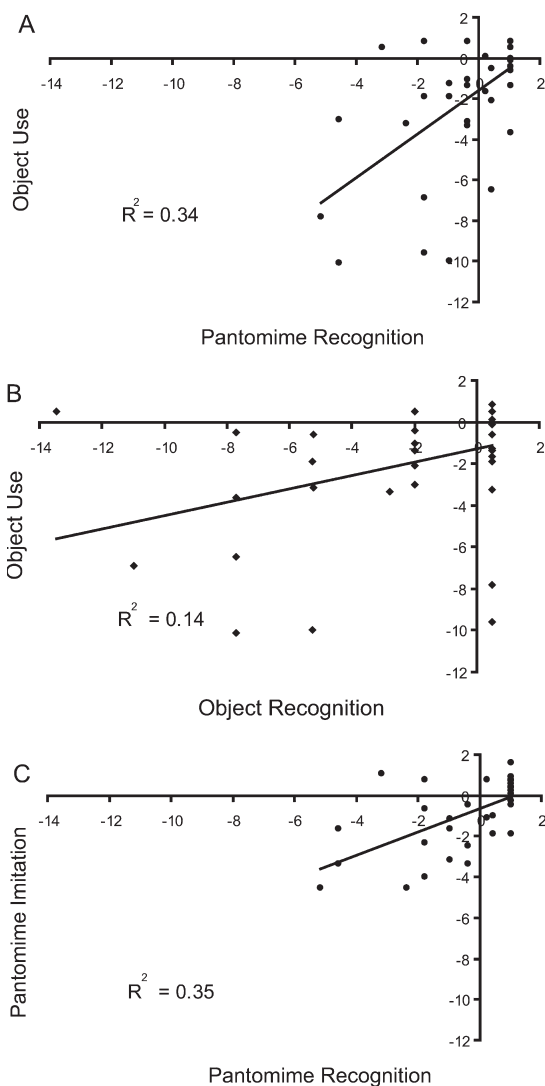 A
2
0
-14 -12 -10 -8 -6 -4 -2 0 2
-2
-4
-6
-8
-10
-12
Object Use
R² = 0.34
Pantomime Recognition
B
2
0
-14 -12 -10 -8 -6 -4 -2 0 2
-2
-4
-6
-8
-10
-12
Object Use
R² = 0.14
Object Recognition
C
2
0
-14 -12 -10 -8 -6 -4 -2 0 2
-2
-4
-6
-8
-10
-12
Pantomime Imitation
R² = 0.35
Pantomime Recognition